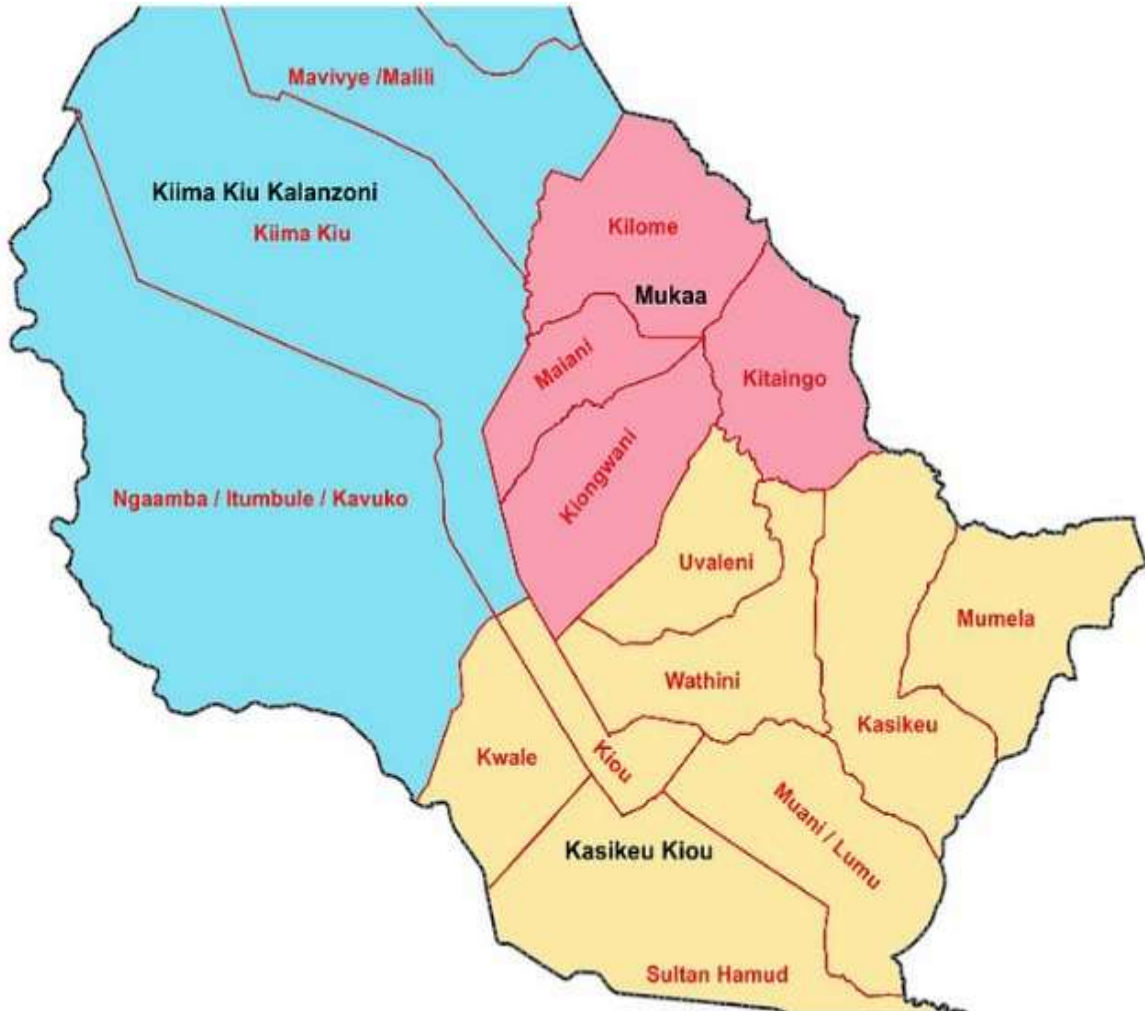 Mavivye /Malili
Kiima Kiu Kalanzoni
Kiima Kiu
Kilome
Mukaa
Maiani
Kitaingo
Kiongwani
Ngaamba / Itumbule / Kavuko
Uvaleni
Mumela
Wathini
Kasikeu
Kwale
Kiou
Muani / Lumu
Kasikeu Kiou
Sultan Hamud